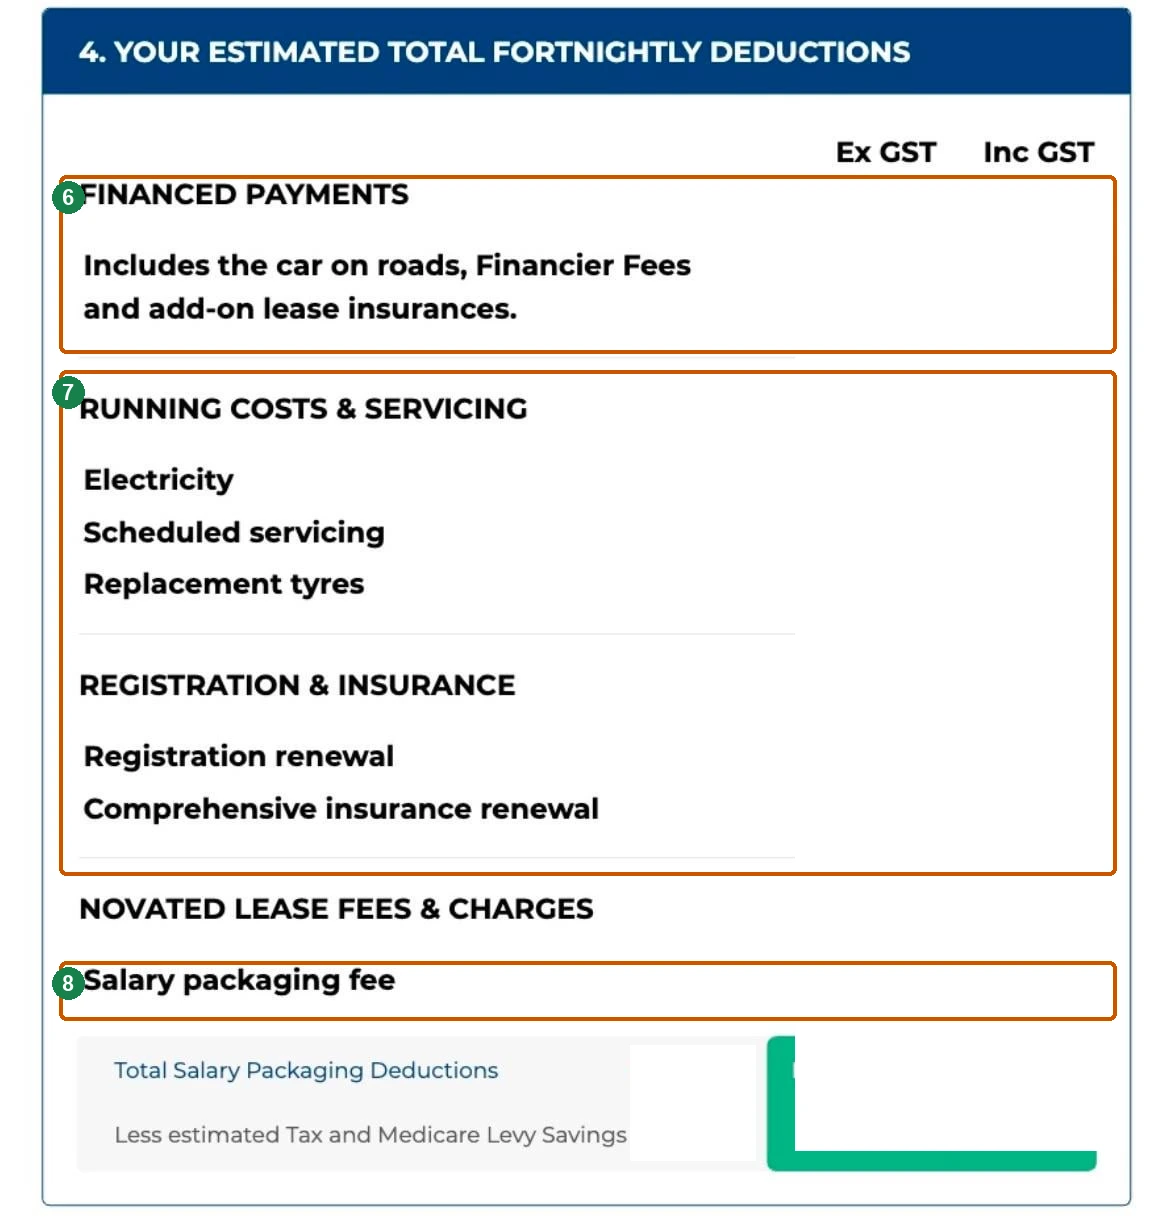 4. YOUR ESTIMATED TOTAL FORTNIGHTLY DEDUCTIONS
Ex GST Inc GST
6 FINANCED PAYMENTS
Includes the car on roads, Financier Fees
and add-on lease insurances.
7
RUNNING COSTS & SERVICING
Electricity
Scheduled servicing
Replacement tyres
REGISTRATION & INSURANCE
Registration renewal
Comprehensive insurance renewal
NOVATED LEASE FEES & CHARGES
8 Salary packaging fee
Total Salary Packaging Deductions
Less estimated Tax and Medicare Levy Savings